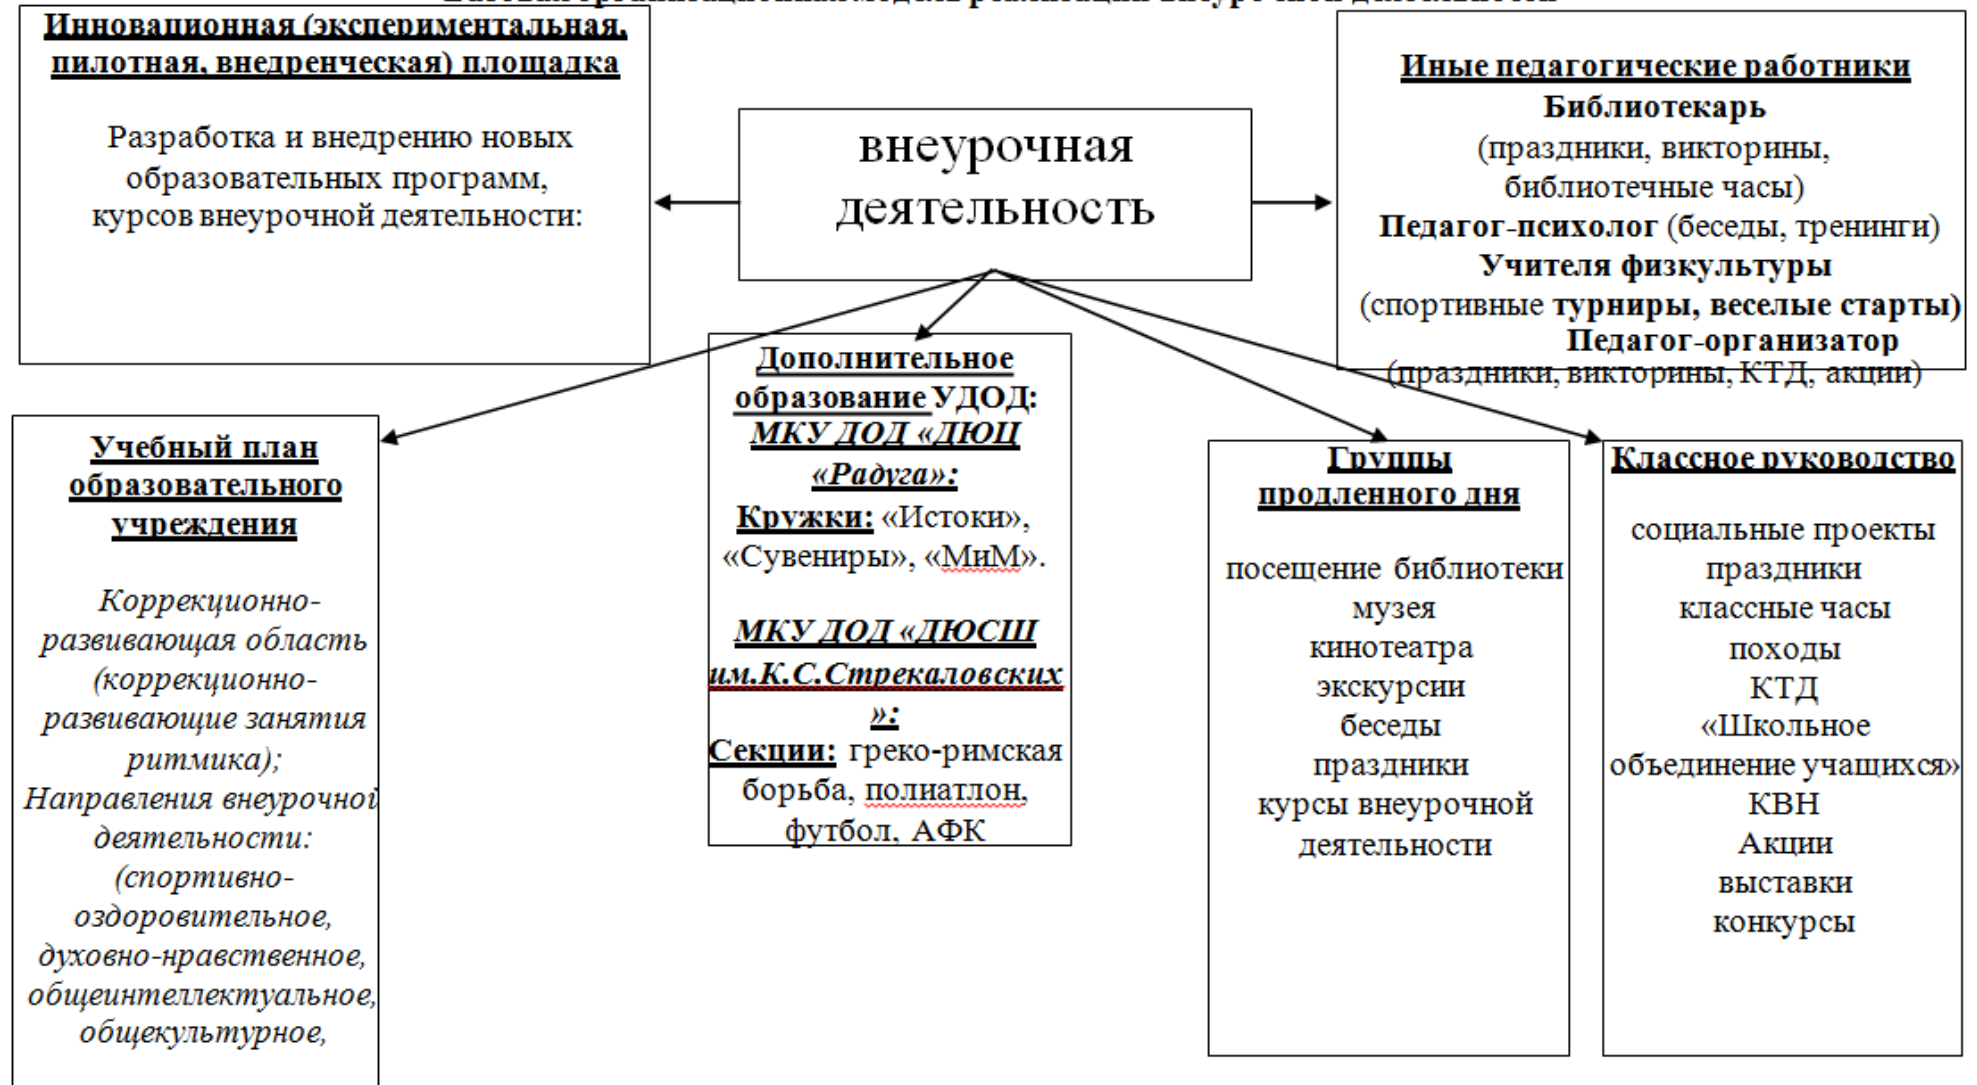 Инновационная (экспериментальная,
пилотная, внедренческая) площадка
Разработка и внедрению новых
образовательных программ,
курсов внеурочной деятельности:
внеурочная
деятельность
Иные педагогические работники
Библиотекарь
(праздники, викторины,
библиотечные часы)
Педагог-психолог (беседы, тренинги)
Учителя физкультуры
(спортивные турниры, веселые старты)
Педагог-организатор
(праздники, викторины, КТД, акции)
Учебный план
образовательного
учреждения
Коррекционно-
развивающая область
(коррекционно-
развивающие занятия
ритмика);
Направления внеурочной
деятельности:
(спортивно-
оздоровительное,
духовно-нравственное,
общеинтеллектуальное,
общекультурное,
Дополнительное
образование УДОД:
МКУ ДОД «ДЮЦ
«Радуга»:
Кружки: «Истоки»,
«Сувениры», «МиМ».
МКУ ДОД «ДЮСШ
им.К.С.Стрекаловских
»:
Секции: греко-римская
борьба, полиатлон,
футбол, АФК
Группы
продленного дня
посещение библиотеки
музея
кинотеатра
экскурсии
беседы
праздники
курсы внеурочной
деятельности
Классное руководство
социальные проекты
праздники
классные часы
походы
КТД
«Школьное
объединение учащихся»
КВН
Акции
выставки
конкурсы